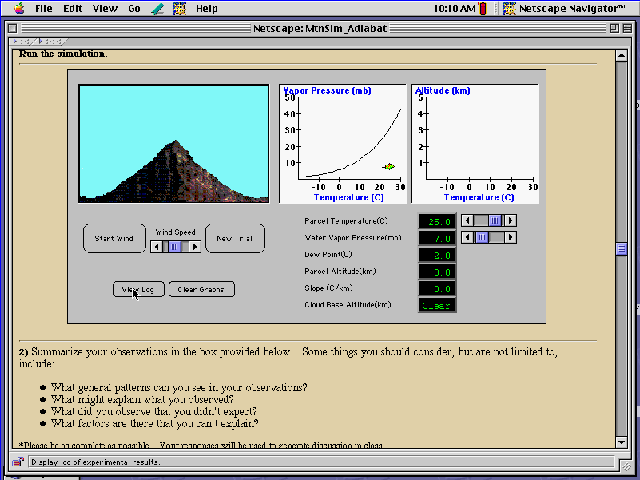 File Edit View Go Help 10:10 AM Netscape Navigator™
Netscape: MtnSim_Adiabat
Run the simulation.
Vapor Pressure (mb) Altitude (km)
50 5
40 4
30 3
20 2
10 1
-10 0 10 20 30 -10 0 10 20 30
Temperature (C) Temperature (C)
Start Wind Wind Speed New Trial
View Log Clear Graphs
Parcel Temperature(C) 25.0
Water Vapor Pressure(mb) 7.0
Dew Point(C) 2.0
Parcel Altitude(km) 0.0
Slope (C/km) 0.0
Cloud Base Altitude(km) Clear
2) Summarize your observations in the box provided below. Some things you should consider, but are not limited to,
include:
● What general patterns can you see in your observations?
● What might explain what you observed?
● What did you observe that you didn't expect?
● What factors are there that you can't explain?
*Please be as complete as possible. Your responses will be used to generate discussion in class.
Display log of experimental results.